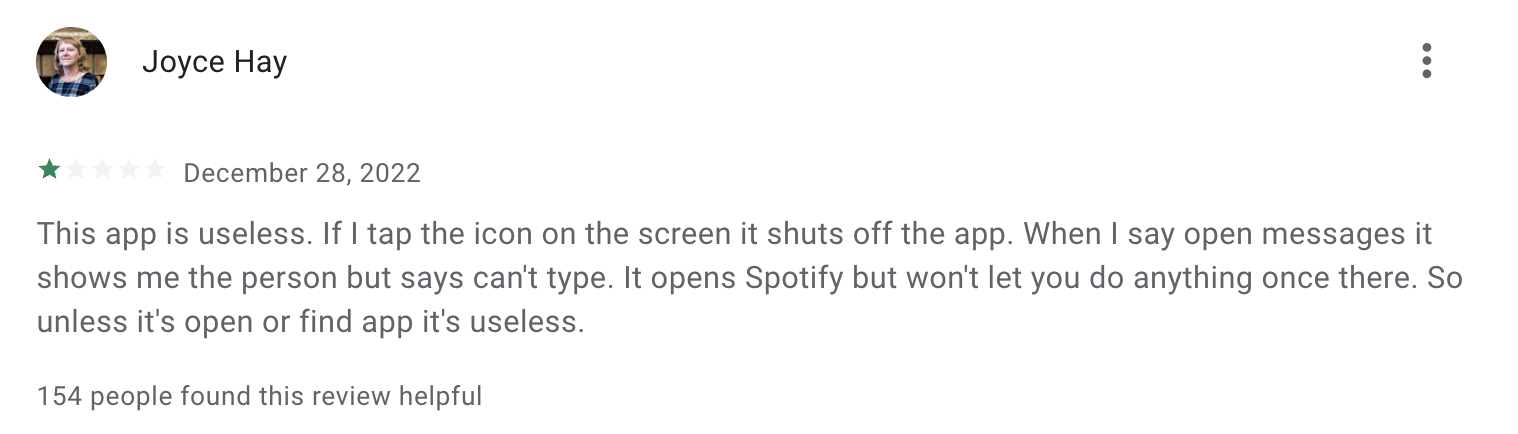 Joyce Hay
December 28, 2022
This app is useless. If I tap the icon on the screen it shuts off the app. When I say open messages it
shows me the person but says can't type. It opens Spotify but won't let you do anything once there. So
unless it's open or find app it's useless.
154 people found this review helpful